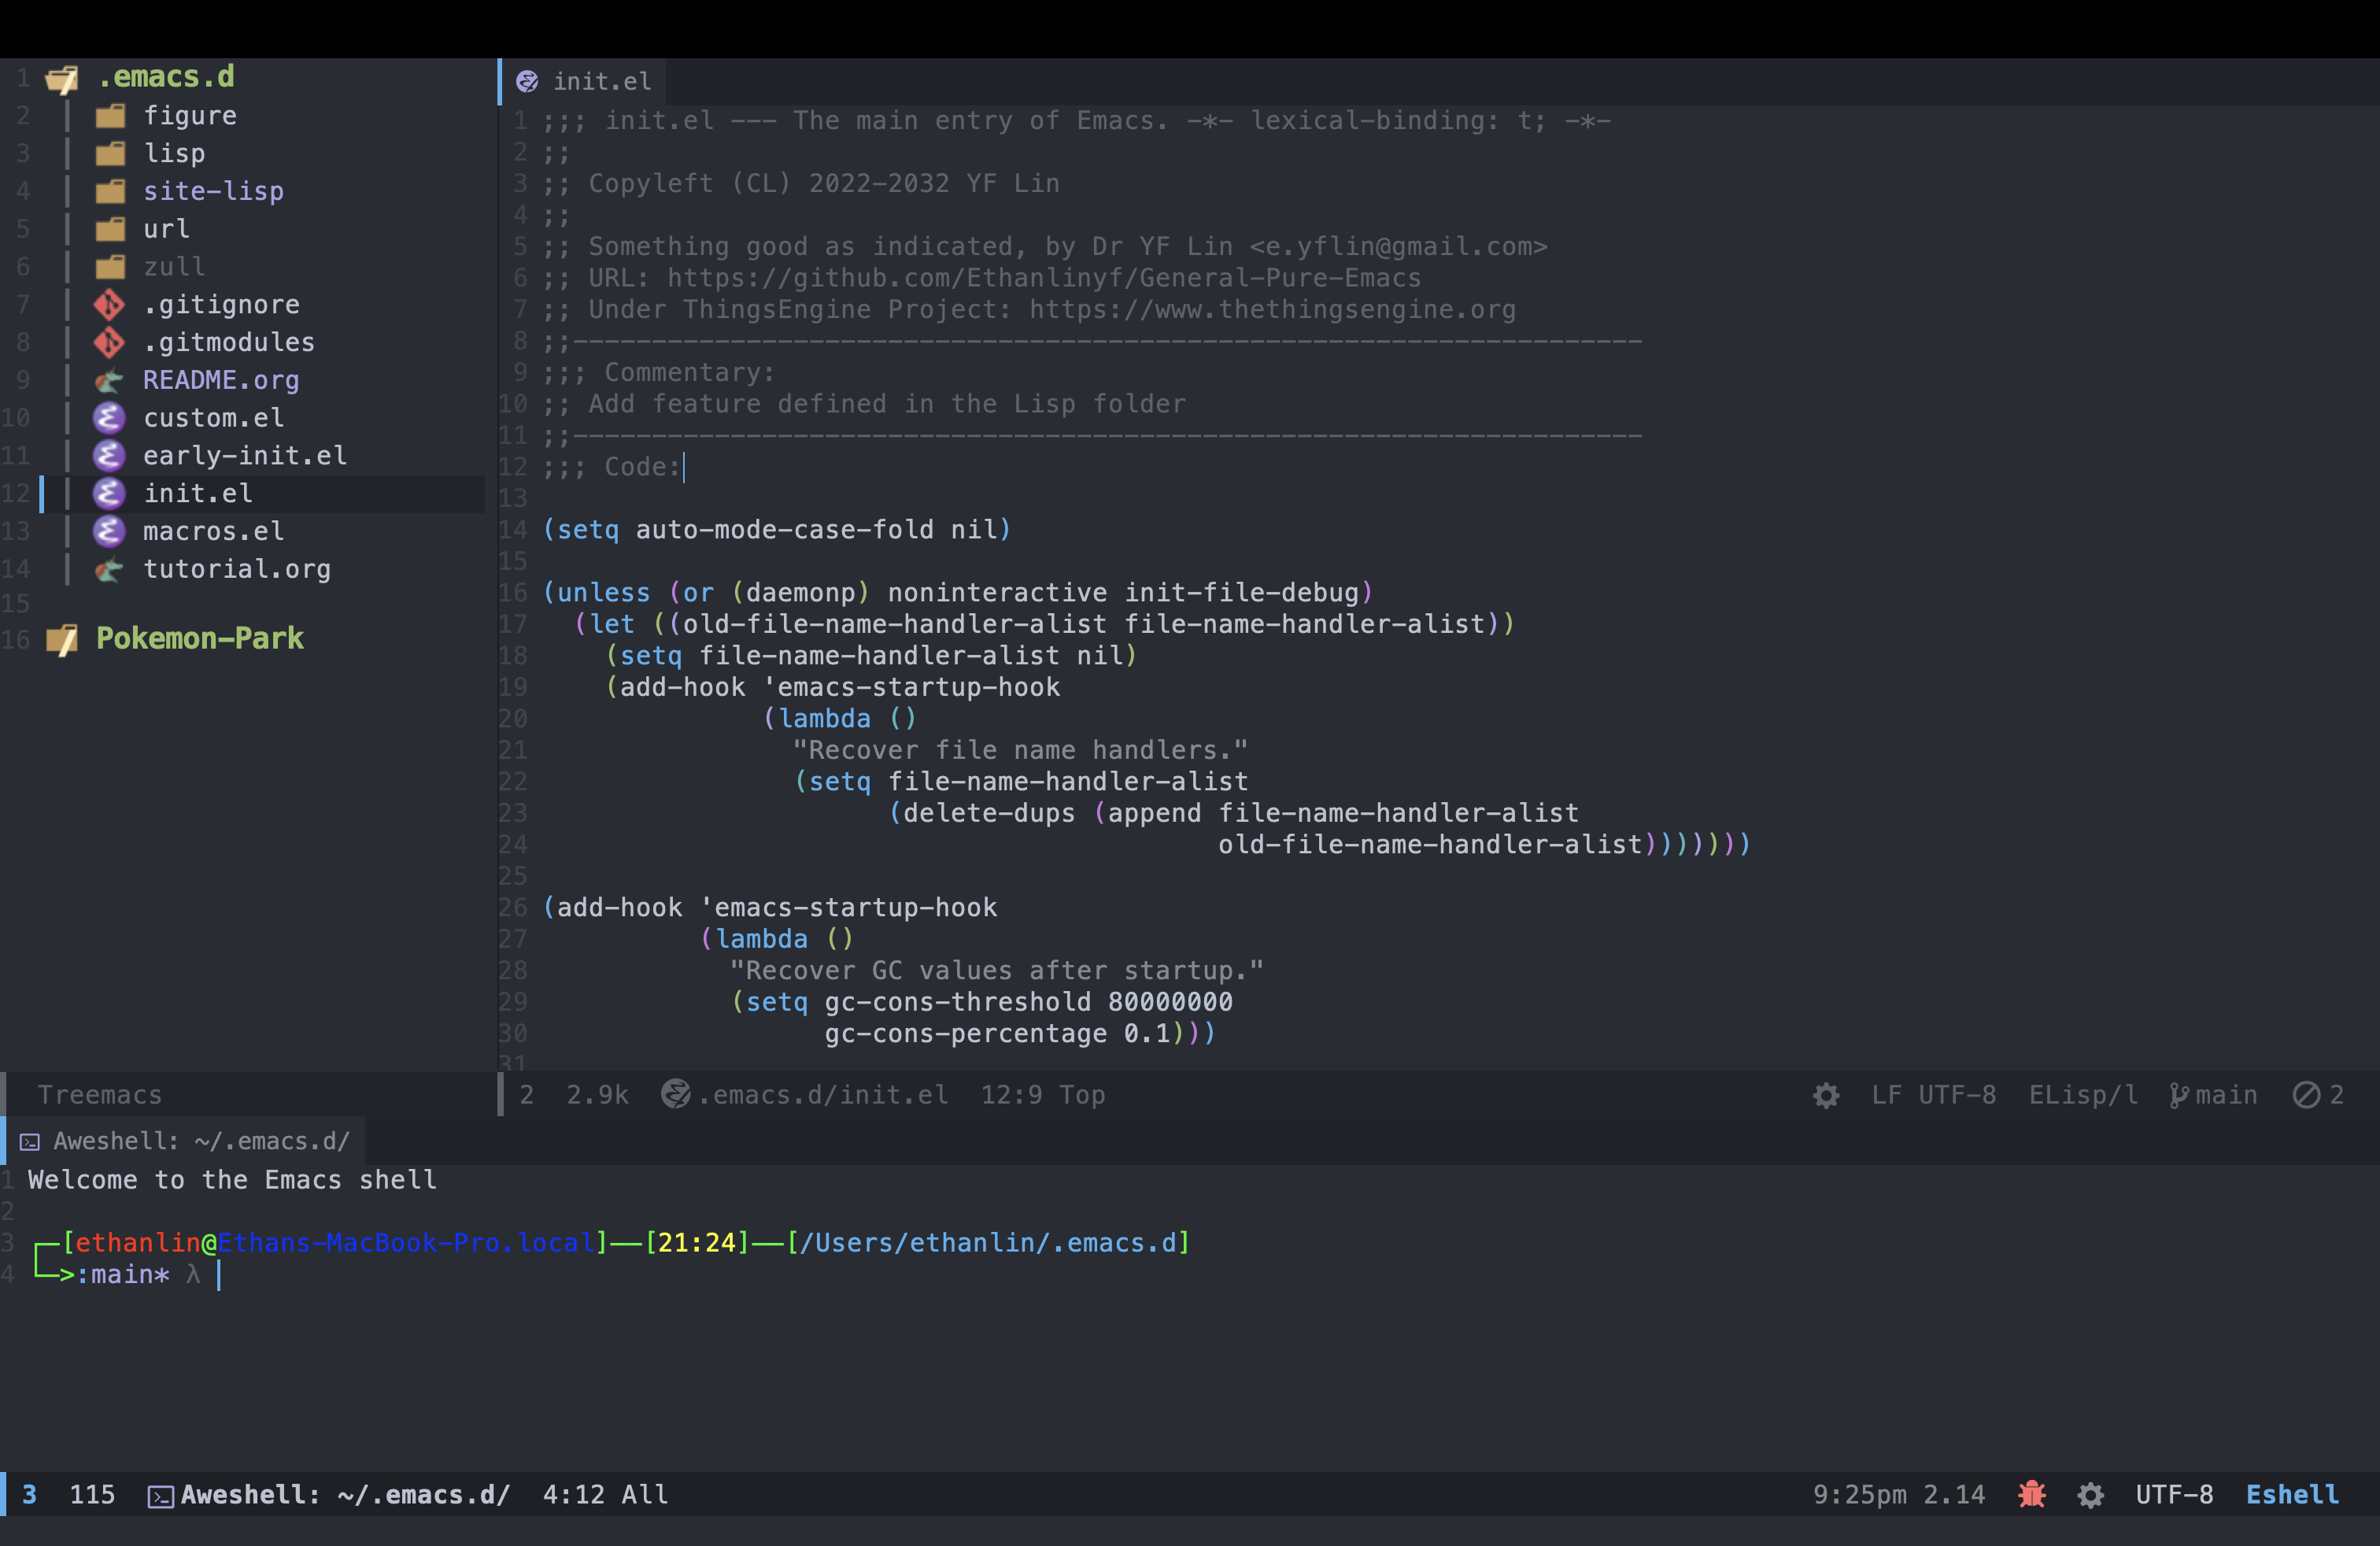 1 .emacs.d
2 figure
3 lisp
4 site-lisp
5 url
6 zull
7 .gitignore
8 .gitmodules
9 README.org
10 custom.el
11 early-init.el
12 init.el
13 macros.el
14 tutorial.org
15
16 Pokemon-Park
Treemacs
init.el
1 ;;; init.el --- The main entry of Emacs. -*- lexical-binding: t; -*-
2 ;;
3 ;; Copyleft (CL) 2022-2032 YF Lin
4 ;;
5 ;; Something good as indicated, by Dr YF Lin <e.yflin@gmail.com>
6 ;; URL: https://github.com/Ethanlinyf/General-Pure-Emacs
7 ;; Under ThingsEngine Project: https://www.thethingsengine.org
8 ;;--------------------------------------------------------------------
9 ;;; Commentary:
10 ;; Add feature defined in the Lisp folder
11 ;;--------------------------------------------------------------------
12 ;;; Code:
13
14 (setq auto-mode-case-fold nil)
15
16 (unless (or (daemonp) noninteractive init-file-debug)
17   (let ((old-file-name-handler-alist file-name-handler-alist))
18     (setq file-name-handler-alist nil)
19     (add-hook 'emacs-startup-hook
20               (lambda ()
21                 "Recover file name handlers."
22                 (setq file-name-handler-alist
23                       (delete-dups (append file-name-handler-alist
24                                            old-file-name-handler-alist)))))))
25
26 (add-hook 'emacs-startup-hook
27           (lambda ()
28             "Recover GC values after startup."
29             (setq gc-cons-threshold 80000000
30                   gc-cons-percentage 0.1)))
31
2 2.9k .emacs.d/init.el 12:9 Top LF UTF-8 ELisp/l main 2
Aweshell: ~/.emacs.d/
1 Welcome to the Emacs shell
2
3 ┌─[ethanlin@Ethans-MacBook-Pro.local]──[21:24]──[/Users/ethanlin/.emacs.d]
4 └─>:main* λ
3 115 Aweshell: ~/.emacs.d/ 4:12 All 9:25pm 2.14 UTF-8 Eshell